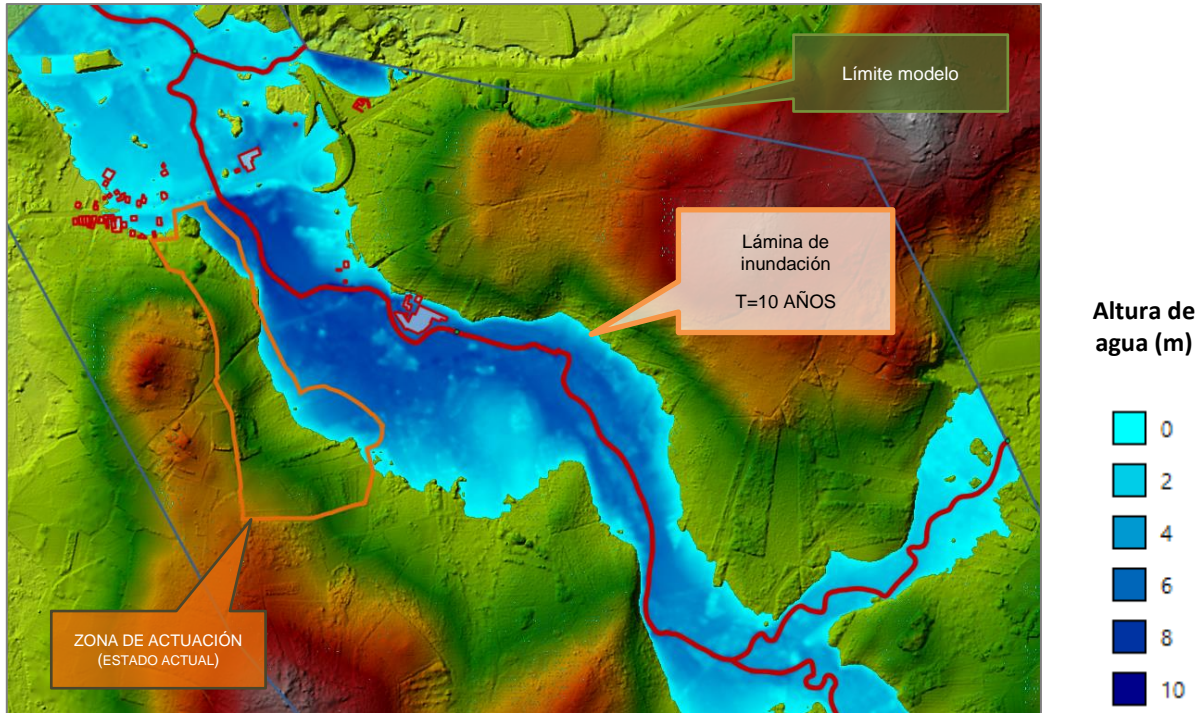 Límite modelo
Lámina de
inundación
T=10 AÑOS
Altura de
agua (m)
0
2
4
6
8
10
ZONA DE ACTUACIÓN
(ESTADO ACTUAL)